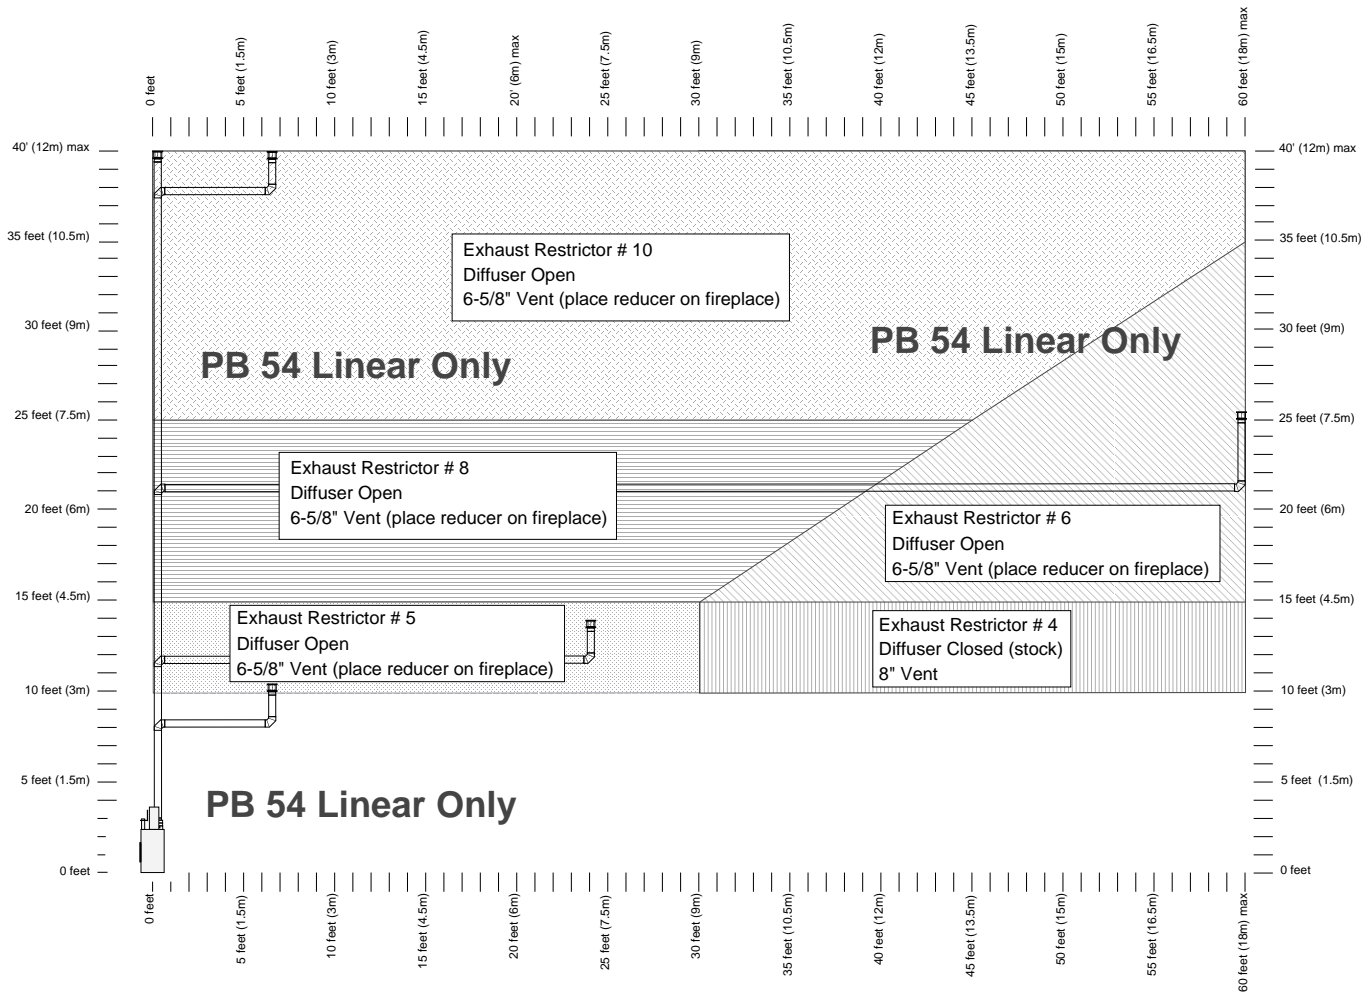 0 feet
5 feet (1.5m)
10 feet (3m)
15 feet (4.5m)
20' (6m) max
25 feet (7.5m)
30 feet (9m)
35 feet (10.5m)
40 feet (12m)
45 feet (13.5m)
50 feet (15m)
55 feet (16.5m)
60 feet (18m) max
40' (12m) max
35 feet (10.5m)
30 feet (9m)
25 feet (7.5m)
20 feet (6m)
15 feet (4.5m)
10 feet (3m)
5 feet (1.5m)
0 feet
Exhaust Restrictor # 10
Diffuser Open
6-5/8" Vent (place reducer on fireplace)
PB 54 Linear Only
PB 54 Linear Only
Exhaust Restrictor # 8
Diffuser Open
6-5/8" Vent (place reducer on fireplace)
Exhaust Restrictor # 6
Diffuser Open
6-5/8" Vent (place reducer on fireplace)
Exhaust Restrictor # 5
Diffuser Open
6-5/8" Vent (place reducer on fireplace)
Exhaust Restrictor # 4
Diffuser Closed (stock)
8" Vent
PB 54 Linear Only
40' (12m) max
35 feet (10.5m)
30 feet (9m)
25 feet (7.5m)
20 feet (6m)
15 feet (4.5m)
10 feet (3m)
5 feet (1.5m)
0 feet
0 feet
5 feet (1.5m)
10 feet (3m)
15 feet (4.5m)
20 feet (6m)
25 feet (7.5m)
30 feet (9m)
35 feet (10.5m)
40 feet (12m)
45 feet (13.5m)
50 feet (15m)
55 feet (16.5m)
60 feet (18m) max